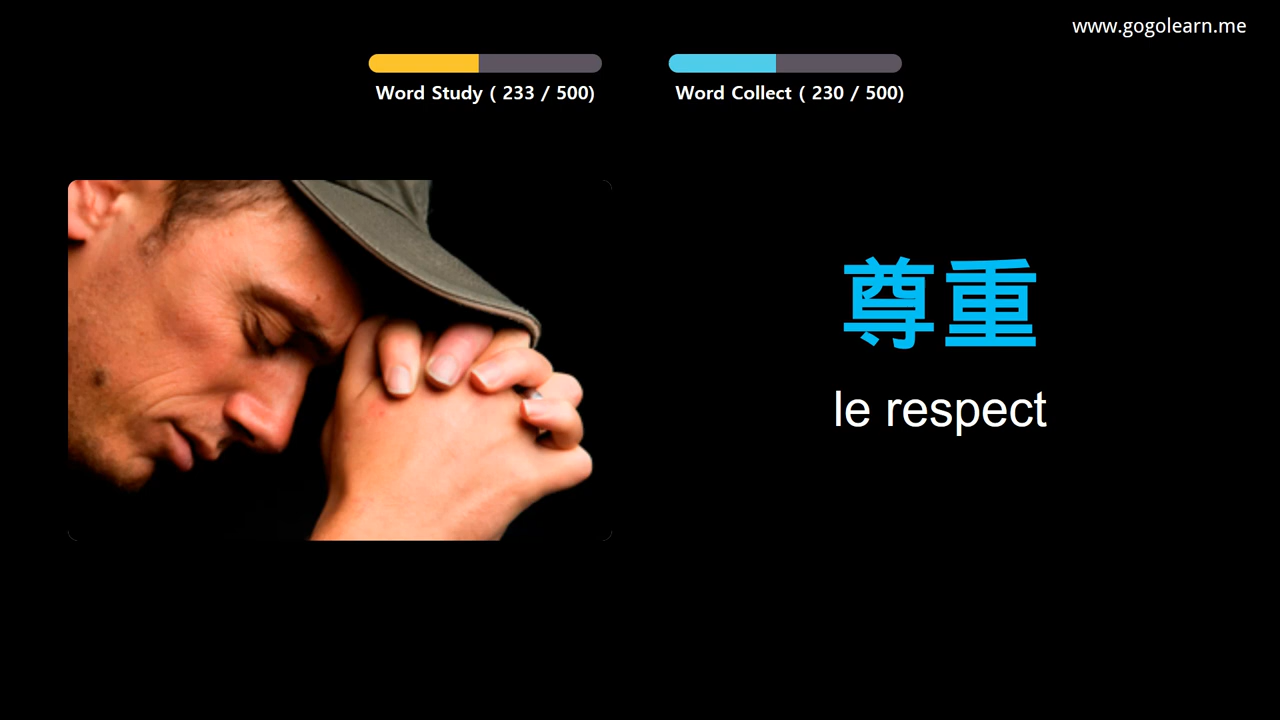 www.gogolearn.me
Word Study ( 233 / 500)
Word Collect ( 230 / 500)
尊重
le respect